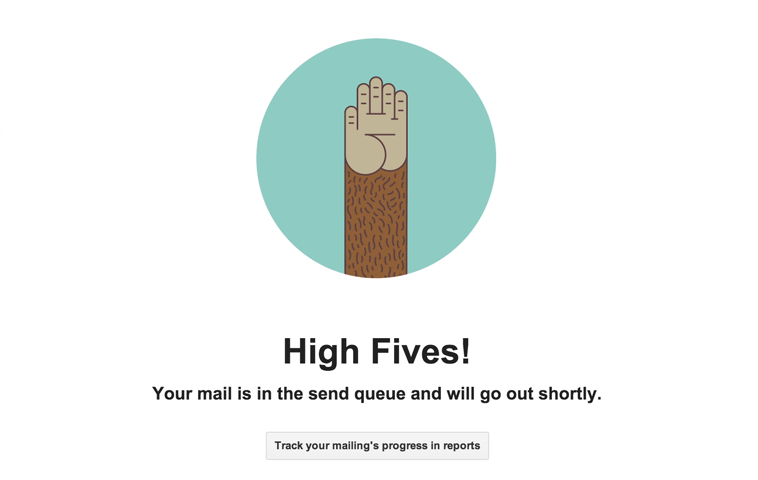 High Fives!
Your mail is in the send queue and will go out shortly.
Track your mailing's progress in reports